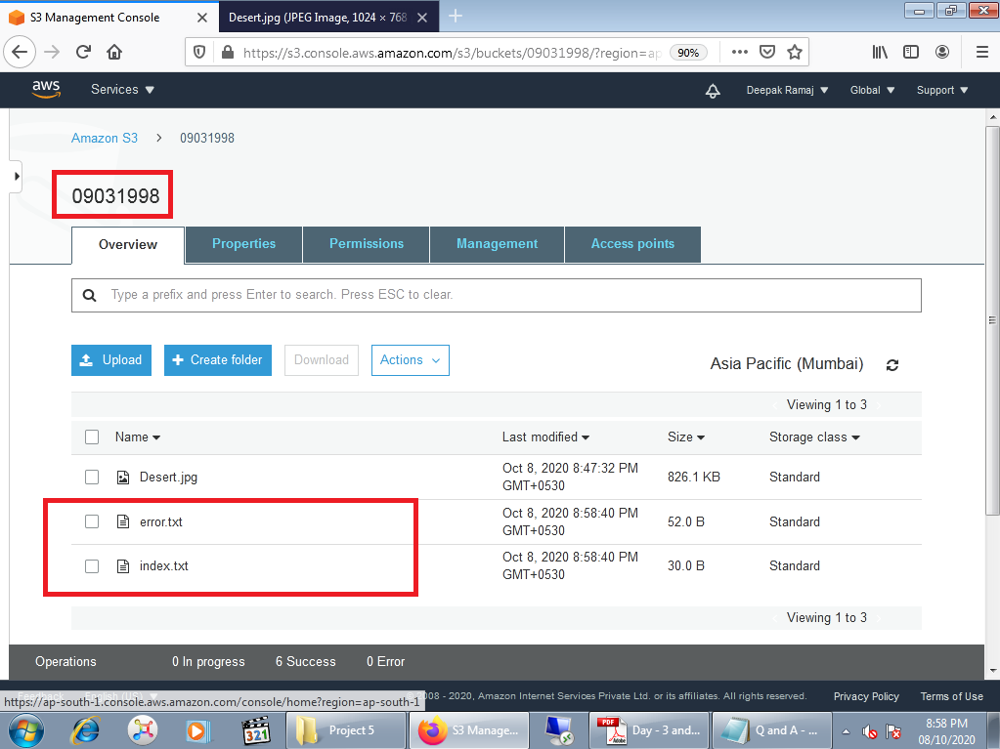 S3 Management Console
Desert.jpg (JPEG Image, 1024 × 768
https://s3.console.aws.amazon.com/s3/buckets/09031998/?region=ap
90%
aws
Services
Deepak Ramaj
Global
Support
Amazon S3 > 09031998
09031998
Overview
Properties
Permissions
Management
Access points
Type a prefix and press Enter to search. Press ESC to clear.
Upload
Create folder
Download
Actions
Asia Pacific (Mumbai)
Viewing 1 to 3
Name
Last modified
Size
Storage class
Desert.jpg
Oct 8, 2020 8:47:32 PM
GMT+0530
826.1 KB
Standard
error.txt
Oct 8, 2020 8:58:40 PM
GMT+0530
52.0 B
Standard
index.txt
Oct 8, 2020 8:58:40 PM
GMT+0530
30.0 B
Standard
Viewing 1 to 3
Operations
0 In progress
6 Success
0 Error
Feedback
English (US)
2008 - 2020, Amazon Internet Services Private Ltd. or its affiliates. All rights reserved.
Privacy Policy
Terms of Use
https://ap-south-1.console.aws.amazon.com/console/home?region=ap-south-1
321
Project 5
S3 Manage...
PDF
Adobe
Day - 3 and...
Q and A - ...
8:58 PM
08/10/2020